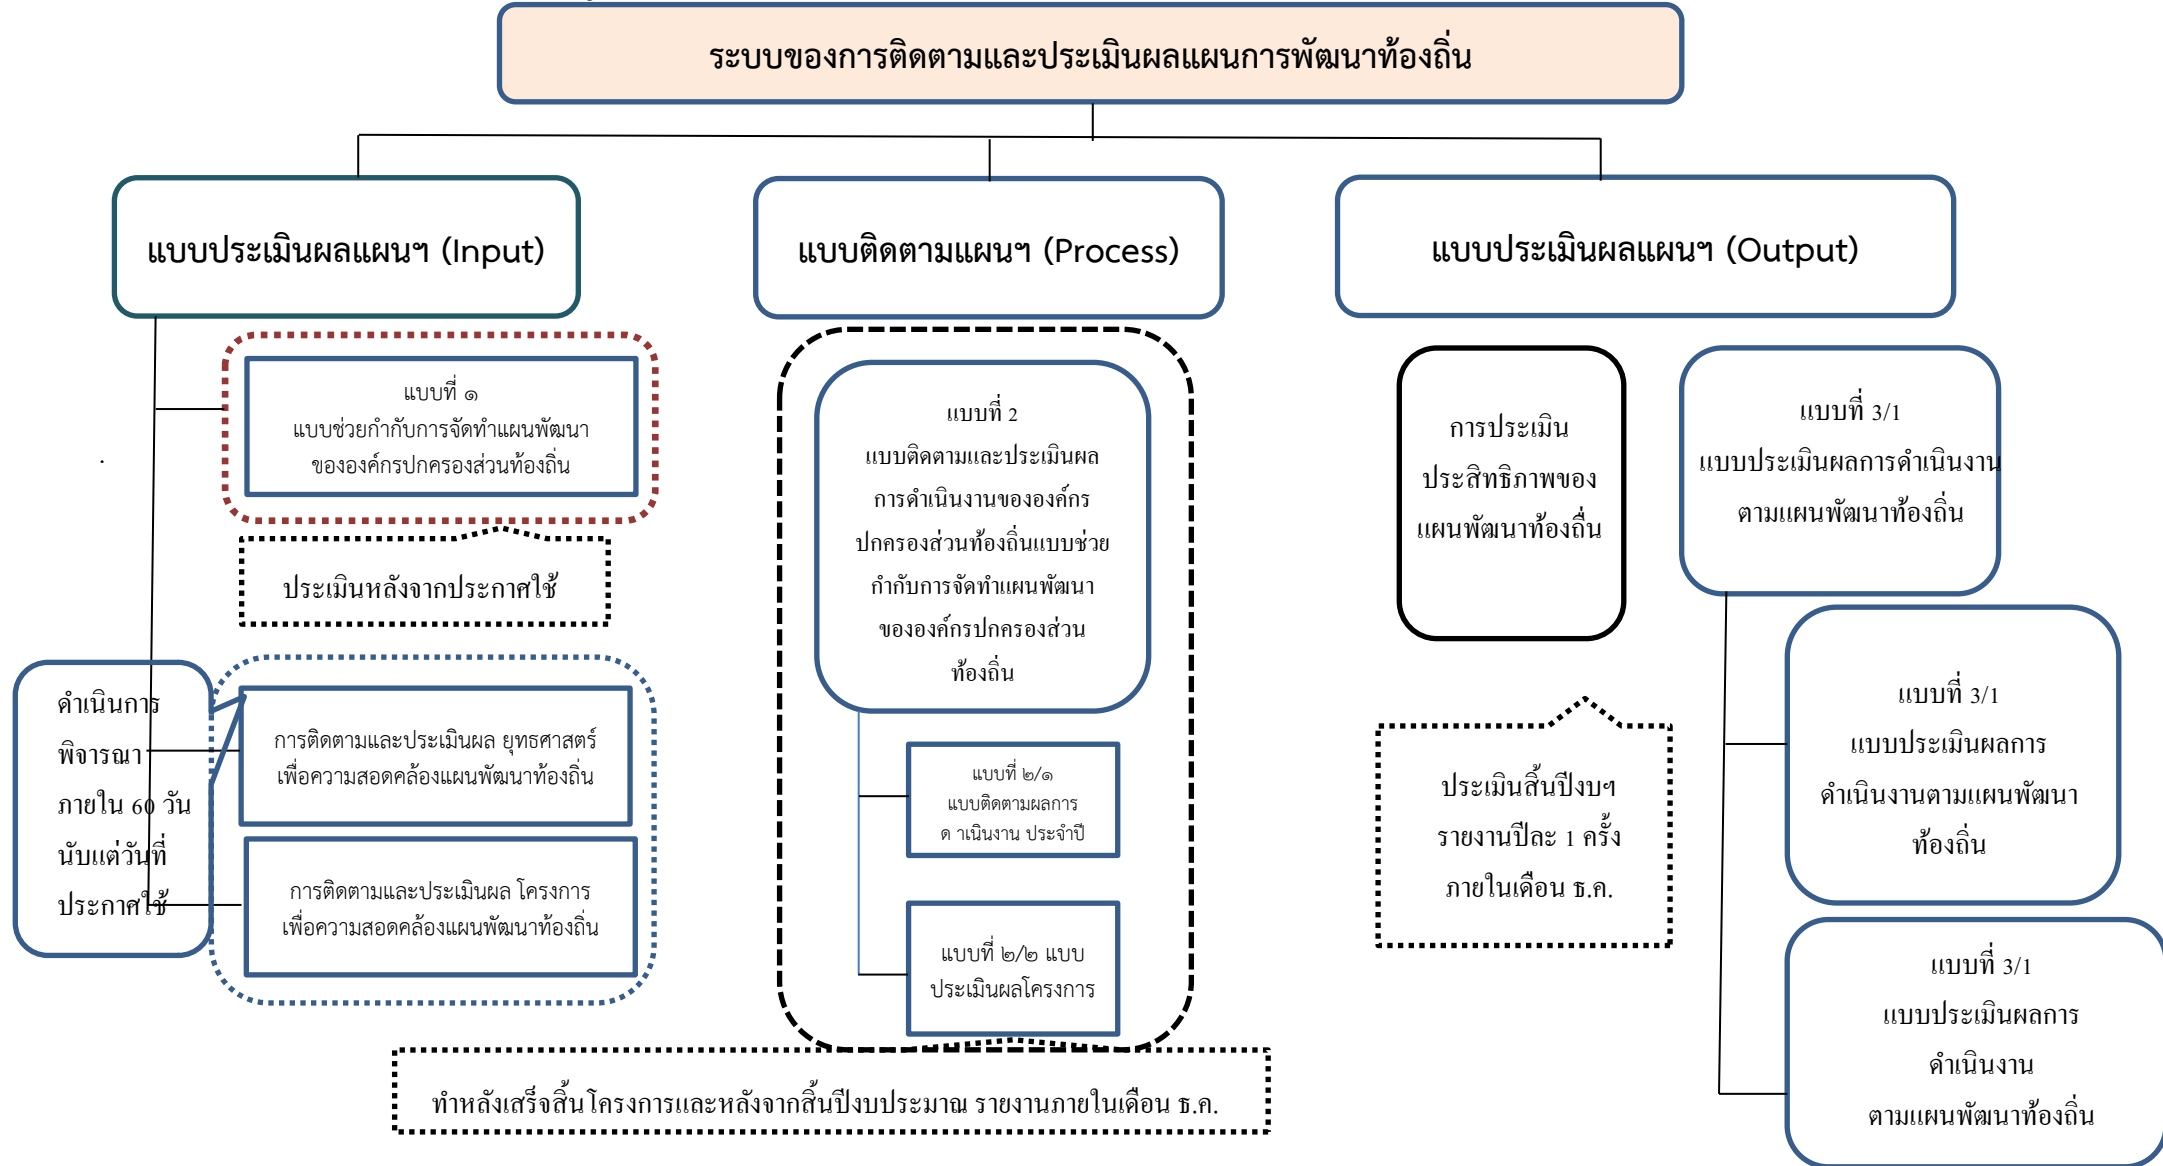 ระบบของการติดตามและประเมินผลแผนการพัฒนาท้องถิ่น
แบบประเมินผลแผนฯ (Input)
แบบติดตามแผนฯ (Process)
แบบประเมินผลแผนฯ (Output)
แบบที่ ๑
แบบช่วยกำกับการจัดทำแผนพัฒนา
ขององค์กรปกครองส่วนท้องถิ่น
.
ประเมินหลังจากประกาศใช้
ดำเนินการ
พิจารณา
ภายใน 60 วัน
นับแต่วันที่
ประกาศใช้
การติดตามและประเมินผล ยุทธศาสตร์
เพื่อความสอดคล้องแผนพัฒนาท้องถิ่น
การติดตามและประเมินผล โครงการ
เพื่อความสอดคล้องแผนพัฒนาท้องถิ่น
แบบที่ 2
แบบติดตามและประเมินผล
การดำเนินงานขององค์กร
ปกครองส่วนท้องถิ่นแบบช่วย
กำกับการจัดทำแผนพัฒนา
ขององค์กรปกครองส่วน
ท้องถิ่น
แบบที่ ๒/๑
แบบติดตามผลการ
ด าเนินงาน ประจำปี
แบบที่ ๒/๒ แบบ
ประเมินผลโครงการ
ทำหลังเสร็จสิ้นโครงการและหลังจากสิ้นปีงบประมาณ รายงานภายในเดือน ธ.ค.
การประเมิน
ประสิทธิภาพของ
แผนพัฒนาท้องถื่น
ประเมินสิ้นปีงบฯ
รายงานปีละ 1 ครั้ง
ภายในเดือน ธ.ค.
แบบที่ 3/1
แบบประเมินผลการดำเนินงาน
ตามแผนพัฒนาท้องถิ่น
แบบที่ 3/1
แบบประเมินผลการ
ดำเนินงานตามแผนพัฒนา
ท้องถิ่น
แบบที่ 3/1
แบบประเมินผลการ
ดำเนินงาน
ตามแผนพัฒนาท้องถิ่น